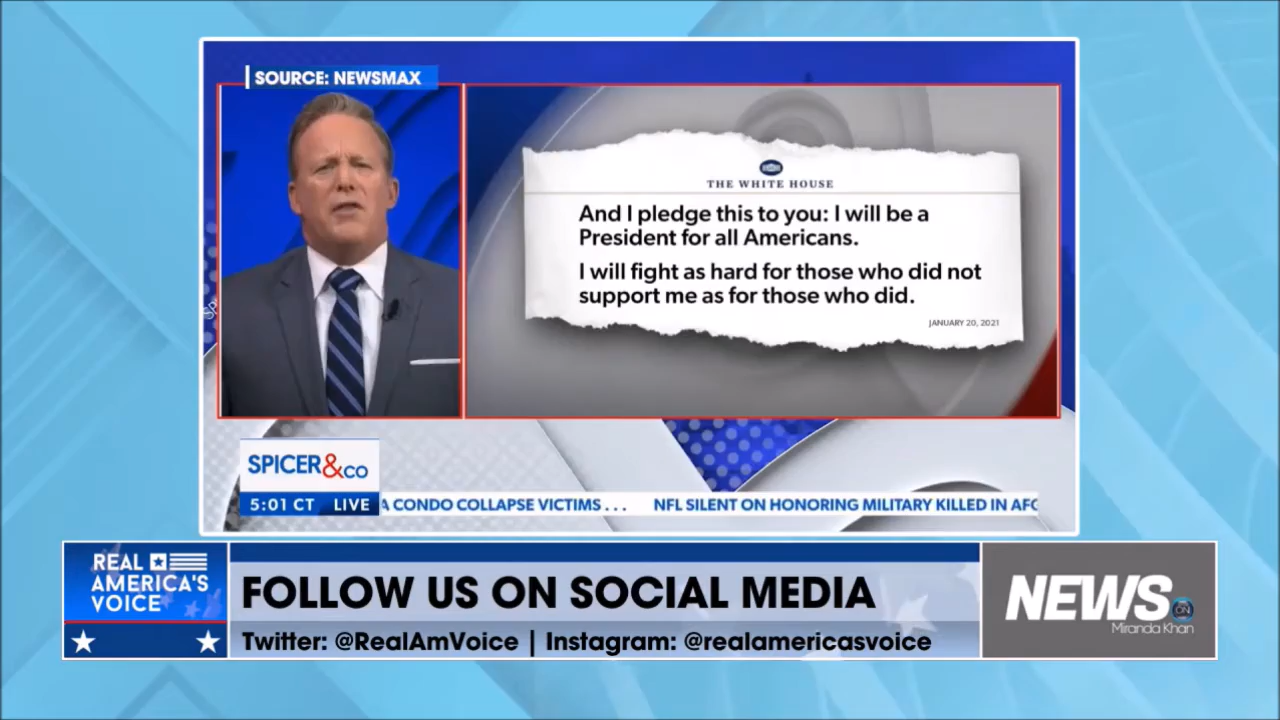 SOURCE: NEWSMAX
THE WHITE HOUSE
And I pledge this to you: I will be a
President for all Americans.
I will fight as hard for those who did not
support me as for those who did.
JANUARY 20, 2021
SPICER&CO
5:01 CT LIVE
A CONDO COLLAPSE VICTIMS . . . NFL SILENT ON HONORING MILITARY KILLED IN AFG
REAL
AMERICA'S
VOICE
FOLLOW US ON SOCIAL MEDIA
Twitter: @RealAmVoice | Instagram: @realamericasvoice
NEWS ON
Miranda Khan